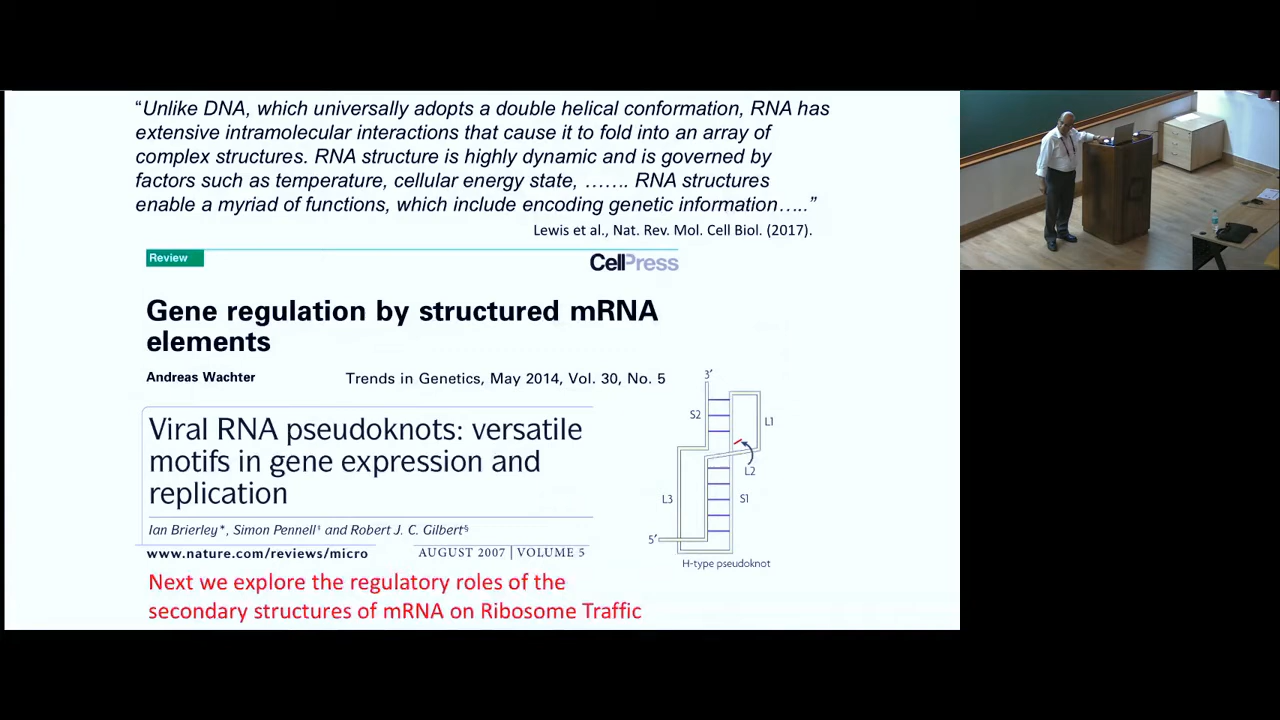 “Unlike DNA, which universally adopts a double helical conformation, RNA has
extensive intramolecular interactions that cause it to fold into an array of
complex structures. RNA structure is highly dynamic and is governed by
factors such as temperature, cellular energy state, ……. RNA structures
enable a myriad of functions, which include encoding genetic information…..”
Lewis et al., Nat. Rev. Mol. Cell Biol. (2017).
Review
CellPress
Gene regulation by structured mRNA
elements
Andreas Wachter
Trends in Genetics, May 2014, Vol. 30, No. 5
Viral RNA pseudoknots: versatile
motifs in gene expression and
replication
Ian Brierley*, Simon Pennell‡ and Robert J. C. Gilbert§
www.nature.com/reviews/micro
AUGUST 2007 | VOLUME 5
3′
S2
L1
L2
L3
S1
5′
H-type pseudoknot
Next we explore the regulatory roles of the
secondary structures of mRNA on Ribosome Traffic